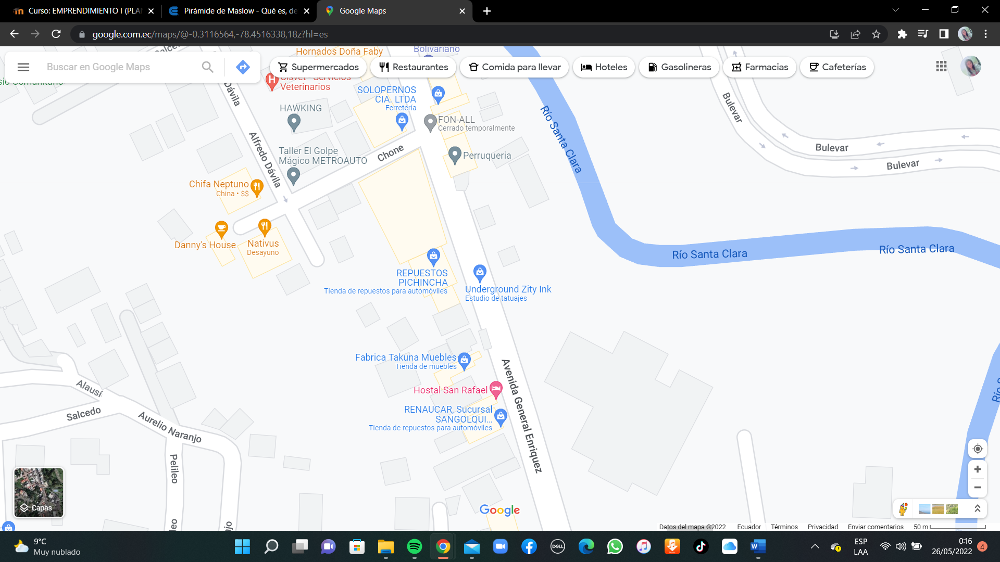 Curso: EMPRENDIMIENTO I (PLA
Pirámide de Maslow - Qué es, de
Google Maps
google.com.ec/maps/@-0.3116564,-78.4516338,18z?hl=es
Buscar en Google Maps
Supermercados
Restaurantes
Comida para llevar
Hoteles
Gasolineras
Farmacias
Cafeterías
Hornados Doña Faby
Bolivariano
Veterinarios
Dávila
SOLOPERNOS
CIA. LTDA
Ferretería
HAWKING
FON-ALL
Cerrado temporalmente
Río Santa Clara
Bulevar
Bulevar
Bulevar
Alfredo Dávila
Taller El Golpe
Mágico METROAUTO
Chone
Perruqueria
Chifa Neptuno
China • $$
Danny's House
Nativus
Desayuno
Río Santa Clara
Río Santa Clara
REPUESTOS
PICHINCHA
Tienda de repuestos para automóviles
Underground Zity Ink
Estudio de tatuajes
Fabrica Takuna Muebles
Tienda de muebles
Avenida General Enriquez
Hostal San Rafael
RENAUCAR, Sucursal
SANGOLQUI...
Tienda de repuestos para automóviles
Alausí
Salcedo
Aurelio Naranjo
Pelileo
Capas
Google
Datos del mapa ©2022
Ecuador
Términos
Privacidad
Enviar comentarios
50 m
9°C
Muy nublado
DELL
ESP
LAA
0:16
26/05/2022
4